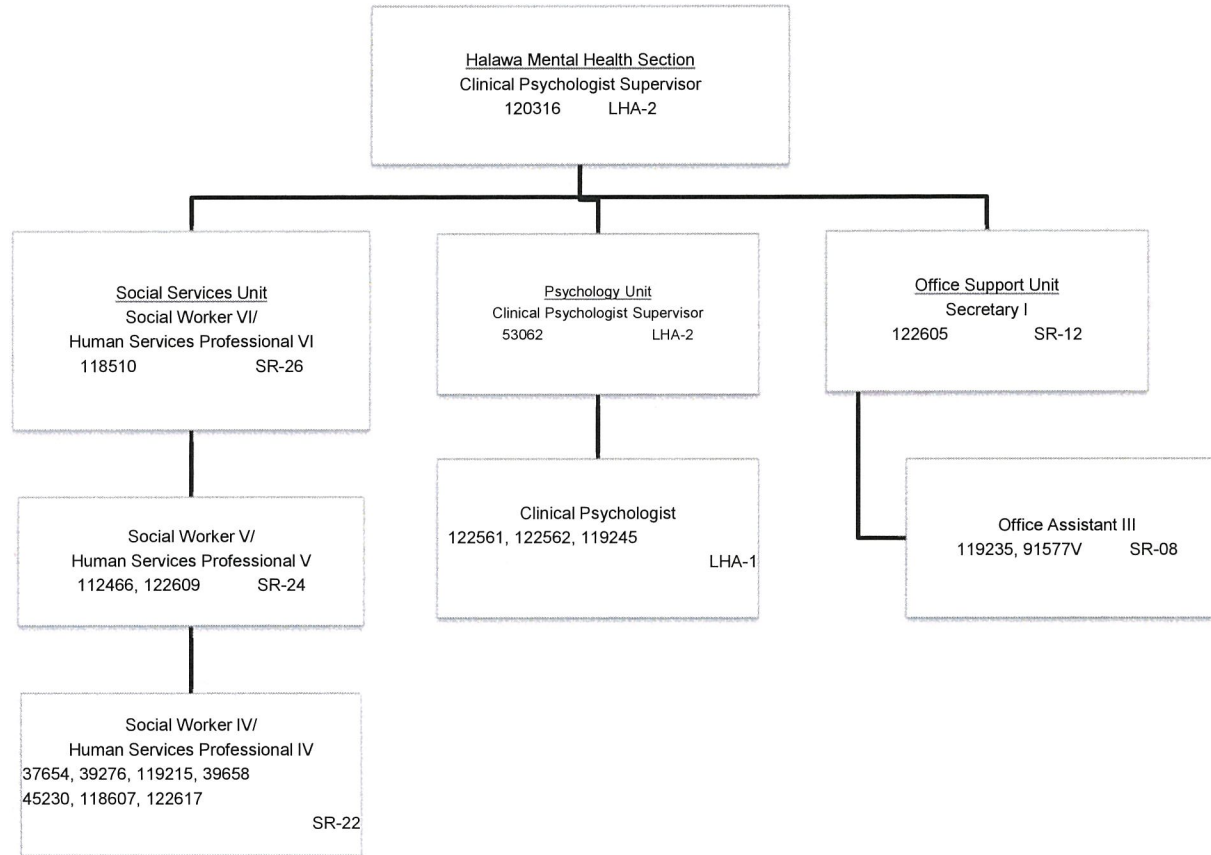 Halawa Mental Health Section
Clinical Psychologist Supervisor
120316 LHA-2
Social Services Unit
Social Worker VI/
Human Services Professional VI
118510 SR-26
Psychology Unit
Clinical Psychologist Supervisor
53062 LHA-2
Office Support Unit
Secretary I
122605 SR-12
Social Worker V/
Human Services Professional V
112466, 122609 SR-24
Clinical Psychologist
122561, 122562, 119245
LHA-1
Office Assistant III
119235, 91577V SR-08
Social Worker IV/
Human Services Professional IV
37654, 39276, 119215, 39658
45230, 118607, 122617
SR-22